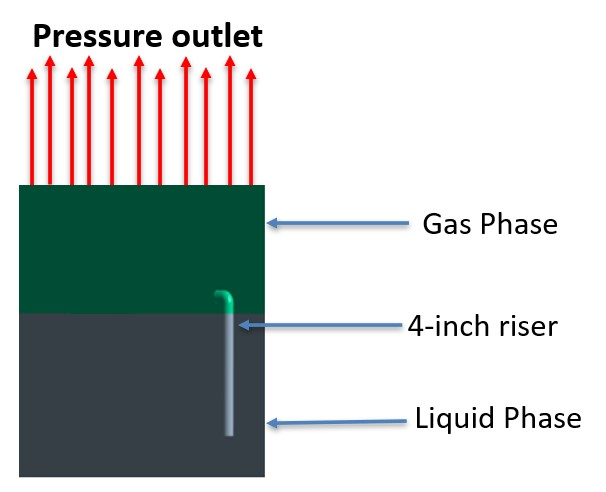 Pressure outlet
Gas Phase
4-inch riser
Liquid Phase